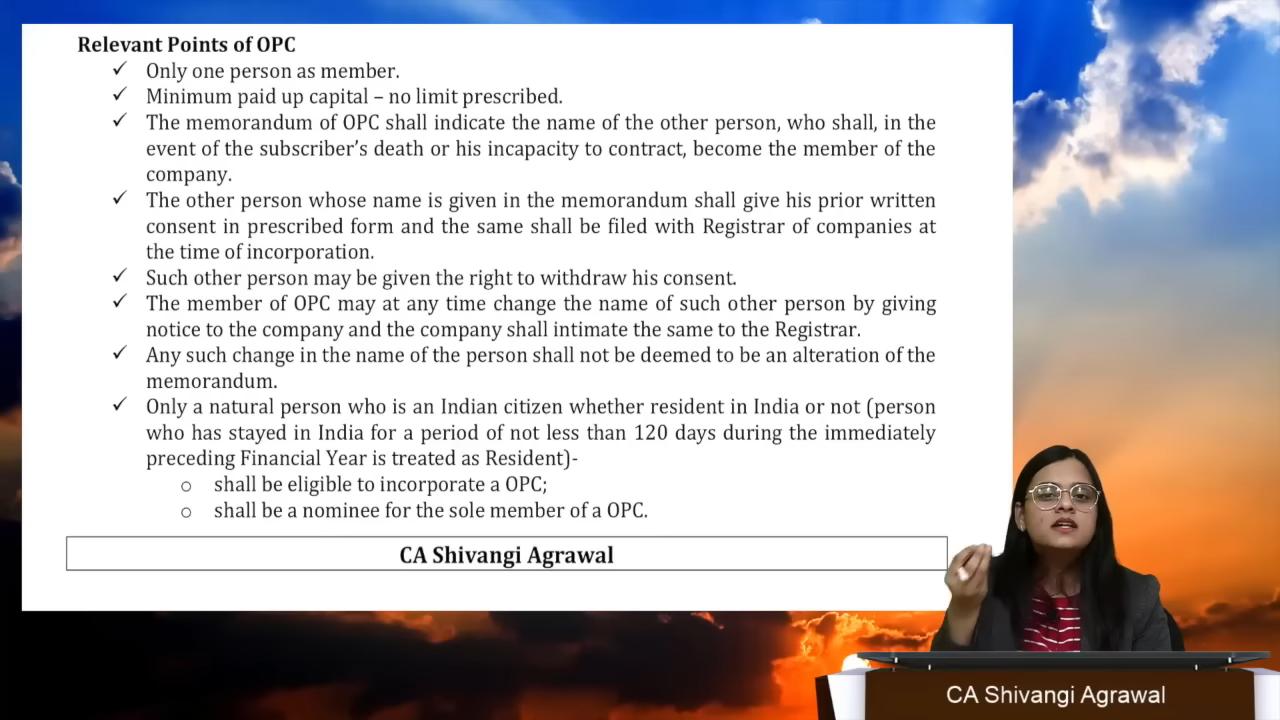 Relevant Points of OPC
✓ Only one person as member.
✓ Minimum paid up capital – no limit prescribed.
✓ The memorandum of OPC shall indicate the name of the other person, who shall, in the
event of the subscriber’s death or his incapacity to contract, become the member of the
company.
✓ The other person whose name is given in the memorandum shall give his prior written
consent in prescribed form and the same shall be filed with Registrar of companies at
the time of incorporation.
✓ Such other person may be given the right to withdraw his consent.
✓ The member of OPC may at any time change the name of such other person by giving
notice to the company and the company shall intimate the same to the Registrar.
✓ Any such change in the name of the person shall not be deemed to be an alteration of the
memorandum.
✓ Only a natural person who is an Indian citizen whether resident in India or not (person
who has stayed in India for a period of not less than 120 days during the immediately
preceding Financial Year is treated as Resident)-
o shall be eligible to incorporate a OPC;
o shall be a nominee for the sole member of a OPC.
CA Shivangi Agrawal
CA Shivangi Agrawal